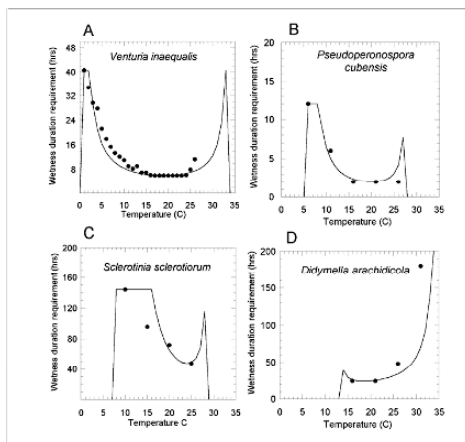 A
Venturia inaequalis
Wetness duration requirement (hrs)
48
40
32
24
16
8
0 5 10 15 20 25 30 35
Temperature (C)
B
Pseudoperonospora
cubensis
Wetness duration requirement (hrs)
20
15
10
5
0
0 5 10 15 20 25 30 35
Temperature (C)
C
Sclerotinia sclerotiorum
Wetness duration requirement (hrs)
200
160
120
80
40
0 5 10 15 20 25 30 35
Temperature C
D
Didymella arachidicola
Wetness duration requirement (hrs)
200
150
100
50
0
0 5 10 15 20 25 30 35
Temperature (C)